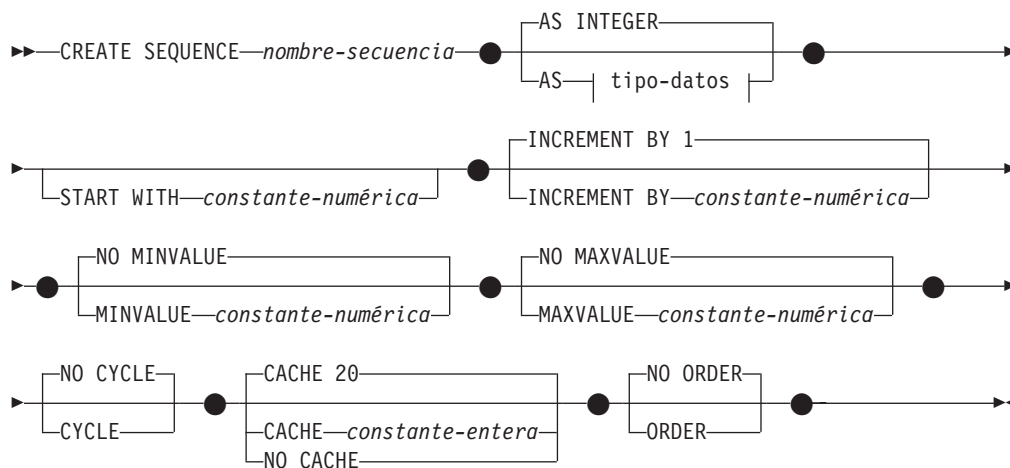 AS INTEGER
CREATE SEQUENCE nombre-secuencia
AS tipo-datos
INCREMENT BY 1
START WITH constante-numérica
INCREMENT BY constante-numérica
NO MINVALUE NO MAXVALUE
MINVALUE constante-numérica MAXVALUE constante-numérica
NO CYCLE CACHE 20 NO ORDER
CYCLE CACHE constante-entera ORDER
NO CACHE